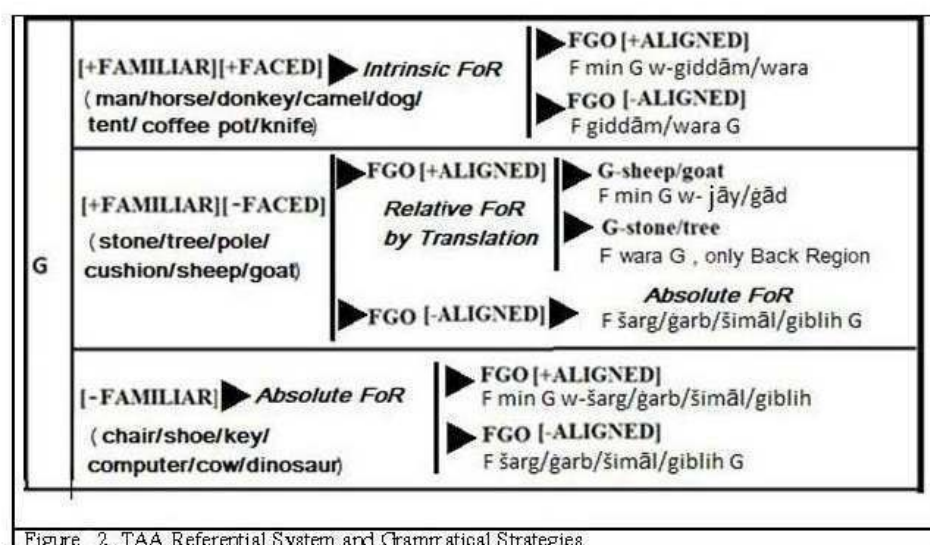 G
[+FAMILIAR][+FACED] Intrinsic FoR
( man/horse/donkey/camel/dog/
tent/ coffee pot/knife)
FGO [+ALIGNED]
F min G w-giddām/wara
FGO [-ALIGNED]
F giddām/wara G
[+FAMILIAR][-FACED]
(stone/tree/pole/
cushion/sheep/goat)
FGO [+ALIGNED]
Relative FoR
by Translation
G-sheep/goat
F min G w- jāy/ġād
G-stone/tree
F wara G , only Back Region
FGO [-ALIGNED]
Absolute FoR
F šarg/ġarb/šimāl/giblih G
[-FAMILIAR] Absolute FoR
( chair/shoe/key/
computer/cow/dinosaur)
FGO [+ALIGNED]
F min G w-šarg/ġarb/šimāl/giblih
FGO [-ALIGNED]
F šarg/ġarb/šimāl/giblih G
Figure 2. TAA Referential System and Grammatical Strategies